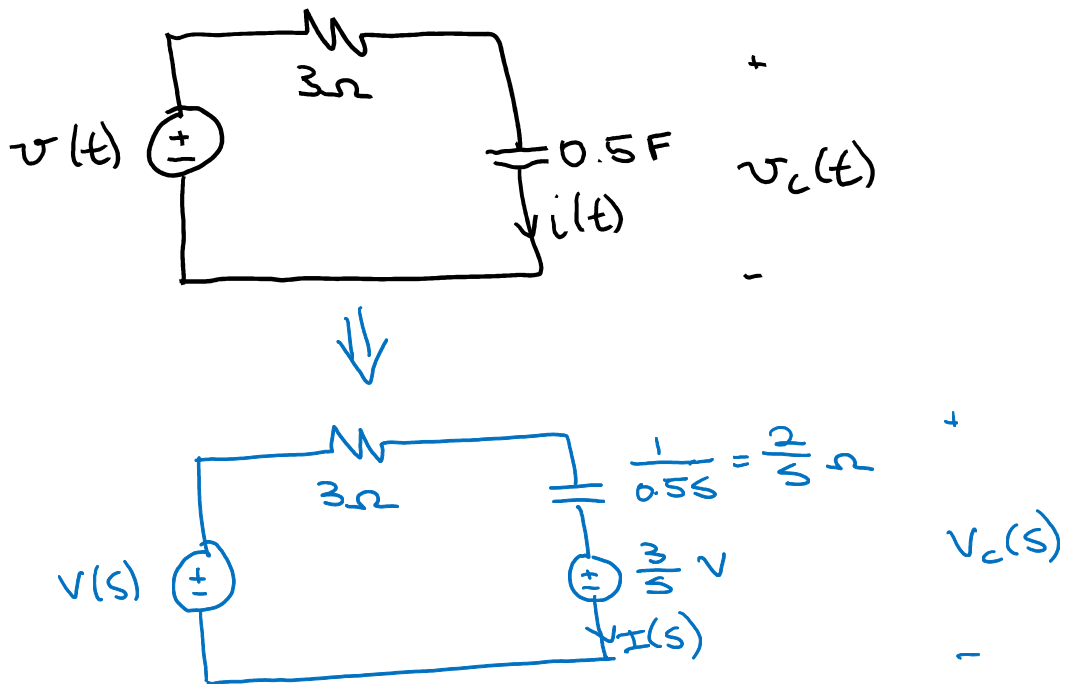 3Ω
v(t)
+
-
0.5F
i(t)
+
v_c(t)
-
3Ω
1/0.5s = 2/s Ω
+
V(s)
+
-
+
-
3/s V
I(s)
V_c(s)
-